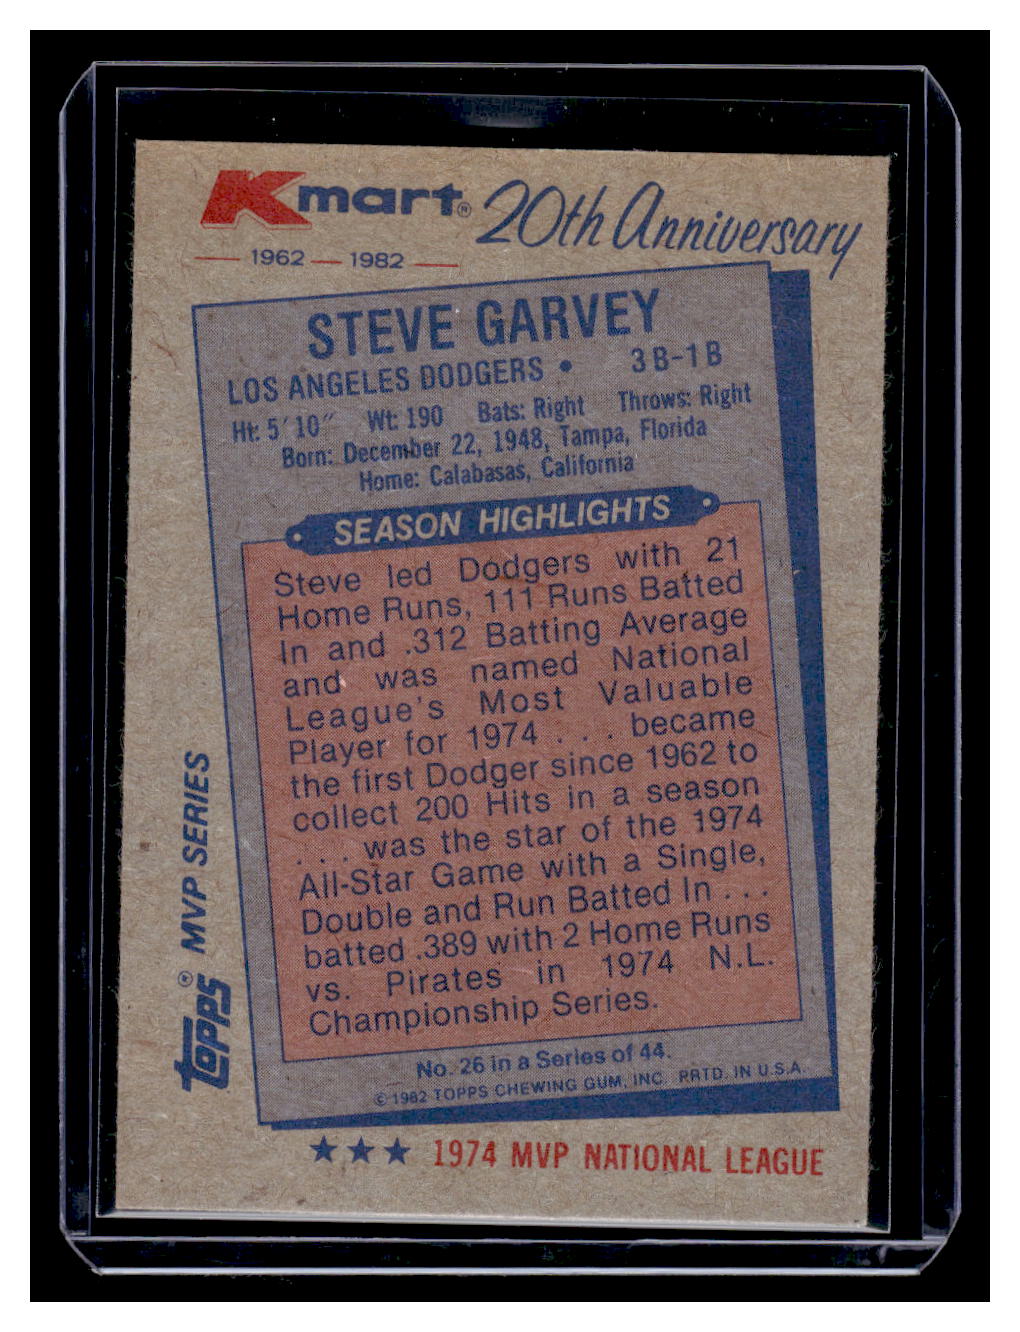 Kmart® 20th Anniversary
1962 — 1982
STEVE GARVEY
LOS ANGELES DODGERS • 3B-1B
Ht: 5'10" Wt: 190 Bats: Right Throws: Right
Born: December 22, 1948, Tampa, Florida
Home: Calabasas, California
SEASON HIGHLIGHTS
Steve led Dodgers with 21
Home Runs, 111 Runs Batted
In and .312 Batting Average
and was named National
League's Most Valuable
Player for 1974 . . . became
the first Dodger since 1962 to
collect 200 Hits in a season
. . . was the star of the 1974
All-Star Game with a Single,
Double and Run Batted In . . .
batted .389 with 2 Home Runs
vs. Pirates in 1974 N.L.
Championship Series.
No. 26 in a Series of 44.
© 1982 TOPPS CHEWING GUM, INC. PRTD. IN U.S.A.
★★★ 1974 MVP NATIONAL LEAGUE
Topps® MVP SERIES